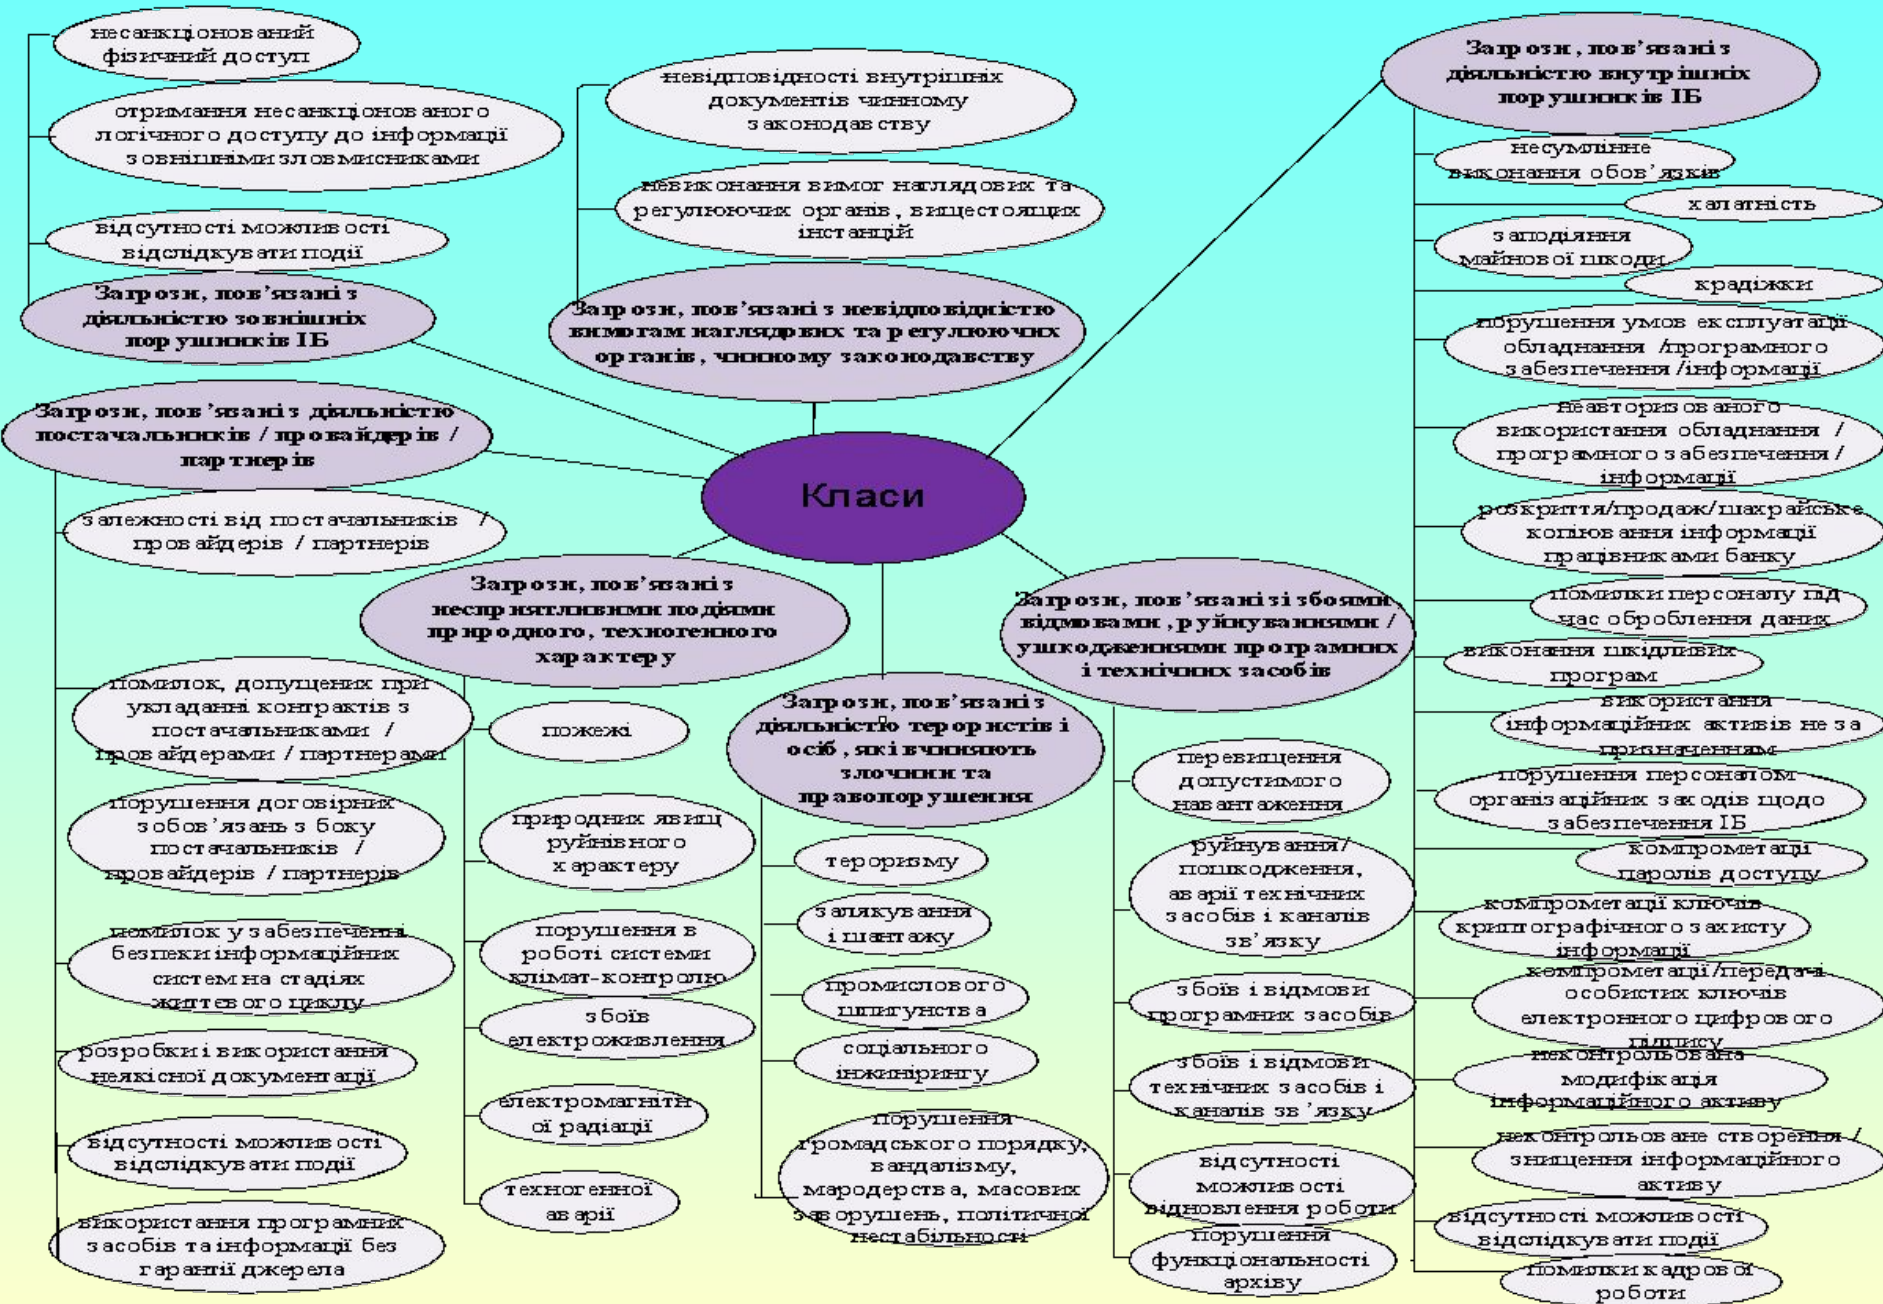 несанкціонований
фізичний доступ
отримання несанкціонованого
логічного доступу до інформації
зовнішніми зловмисниками
відсутності можливості
відслідкувати події
Загрози, пов’язані з
діяльністю зовнішніх
порушників ІБ
невідповідності внутрішніх
документів чинному
законодавству
невиконання вимог наглядових та
регулюючих органів, вищестоящих
інстанцій
Загрози, пов’язані з невідповідністю
вимогам наглядових та регулюючих
органів, чинному законодавству
Загрози, пов’язані з діяльністю
постачальників / провайдерів /
партнерів
залежності від постачальників /
провайдерів / партнерів
помилок, допущених при
укладанні контрактів з
постачальниками /
провайдерами / партнерами
порушення договірних
зобов’язань з боку
постачальників /
провайдерів / партнерів
помилок у забезпеченні
безпеки інформаційних
систем на стадіях
життєвого циклу
розробки і використання
неякісної документації
відсутності можливості
відслідкувати події
використання програмних
засобів та інформації без
гарантії джерела
Класи
Загрози, пов’язані з
несприятливими подіями
природного, техногенного
характеру
пожежі
природних явищ
руйнівного
характеру
порушення в
роботі системи
клімат-контролю
збоїв
електроживлення
електромагнітн
ої радіації
техногенної
аварії
Загрози, пов’язані з
діяльністю терористів і
осіб, які вчиняють
злочини та
правопорушення
тероризму
залякування
і шантажу
промислового
шпигунства
соціального
інжинірингу
порушення
громадського порядку,
вандалізму,
мародерства, масових
заворушень, політичної
нестабільності
Загрози, пов’язані зі збоями,
відмовами, руйнуваннями /
ушкодженнями програмних
і технічних засобів
перевищення
допустимого
навантаження
руйнування/
пошкодження,
аварії технічних
засобів і каналів
зв’язку
збоїв і відмови
програмних засобів
збоїв і відмови
технічних засобів і
каналів зв’язку
відсутності
можливості
відновлення роботи
порушення
функціональності
архіву
Загрози, пов’язані з
діяльністю внутрішніх
порушників ІБ
несумлінне
виконання обов’язків
халатність
заподіяння
майнової шкоди
крадіжки
порушення умов експлуатації
обладнання /програмного
забезпечення /інформації
неавторизованого
використання обладнання /
програмного забезпечення /
інформації
розкриття/продаж/шахрайське
копіювання інформації
працівниками банку
помилки персоналу під
час оброблення даних
виконання шкідливих
програм
використання
інформаційних активів не за
призначенням
порушення персоналом
організаційних заходів щодо
забезпечення ІБ
компрометації
паролів доступу
компрометації ключів
криптографічного захисту
інформації
компрометації/передачі
особистих ключів
електронного цифрового
підпису
неконтрольована
модифікація
інформаційного активу
неконтрольоване створення /
знищення інформаційного
активу
відсутності можливості
відслідкувати події
помилки кадрової
роботи